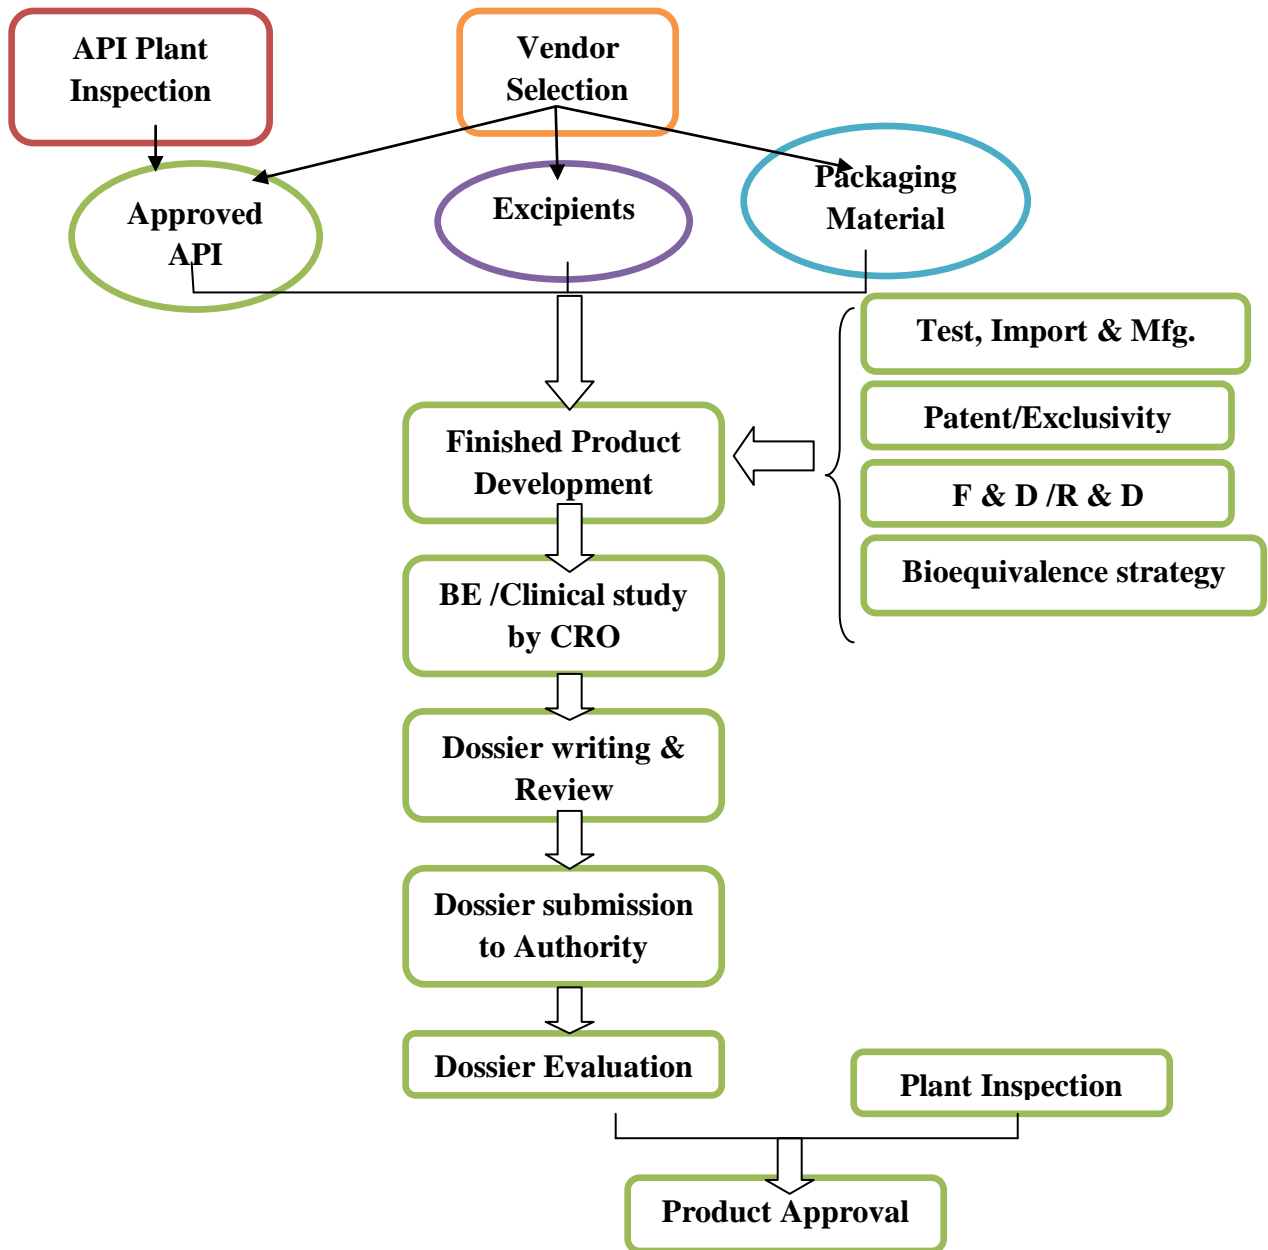 API Plant
Inspection
Vendor
Selection
Approved
API
Excipients
Packaging
Material
Test, Import & Mfg.
Patent/Exclusivity
F & D /R & D
Bioequivalence strategy
Finished Product
Development
BE /Clinical study
by CRO
Dossier writing &
Review
Dossier submission
to Authority
Dossier Evaluation
Plant Inspection
Product Approval